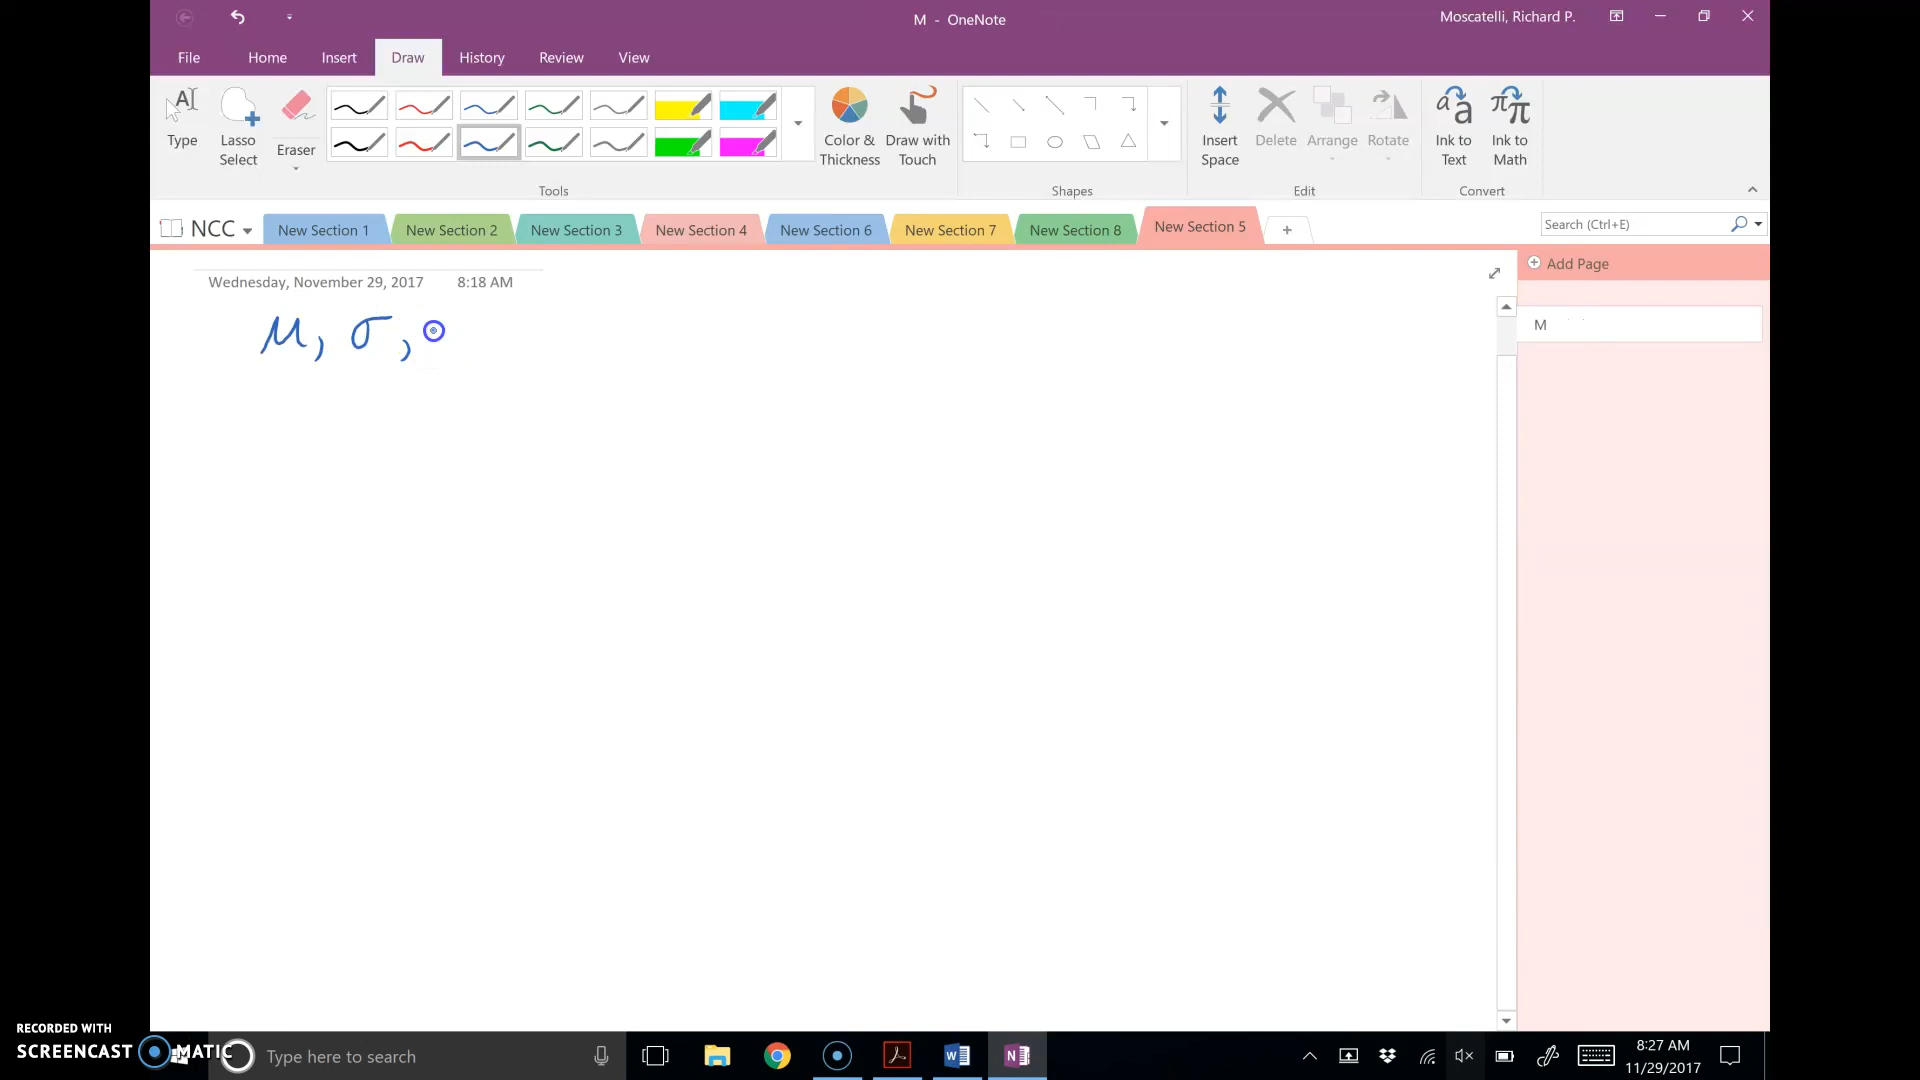 M - OneNote
Moscatelli, Richard P.
File Home Insert Draw History Review View
Type
Lasso Select
Eraser
Color & Thickness
Draw with Touch
Insert Space
Delete
Arrange
Rotate
Ink to Text
Ink to Math
Tools Shapes Edit Convert
NCC New Section 1 New Section 2 New Section 3 New Section 4 New Section 6 New Section 7 New Section 8 New Section 5 + Search (Ctrl+E)
Add Page
Wednesday, November 29, 2017 8:18 AM
M
μ, σ,
RECORDED WITH
SCREENCAST MATIC
Type here to search
8:27 AM
11/29/2017